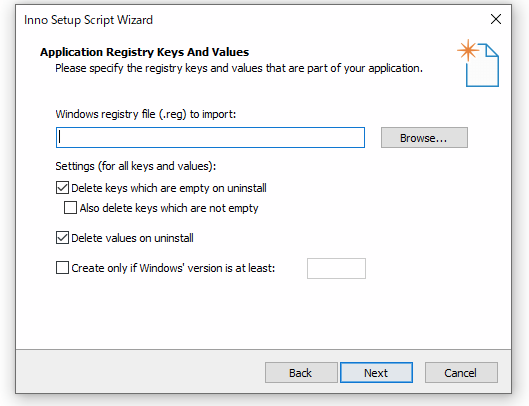 Inno Setup Script Wizard
Application Registry Keys And Values
Please specify the registry keys and values that are part of your application.
Windows registry file (.reg) to import:
Browse...
Settings (for all keys and values):
Delete keys which are empty on uninstall
Also delete keys which are not empty
Delete values on uninstall
Create only if Windows' version is at least:
Back
Next
Cancel